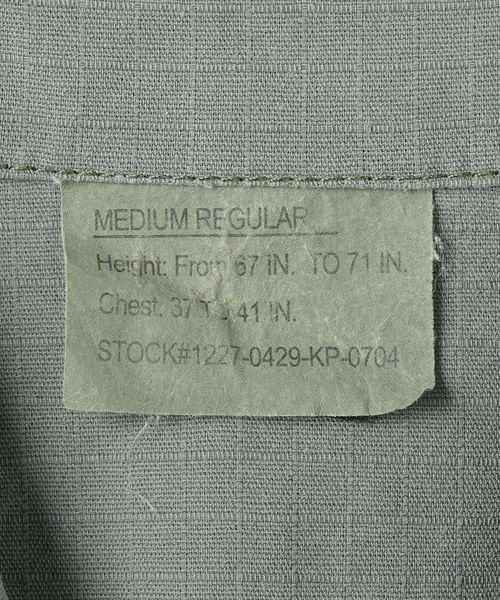 MEDIUM REGULAR
Height: From 67 IN. TO 71 IN.
Chest: 37 TO 41 IN.
STOCK#1227-0429-KP-0704